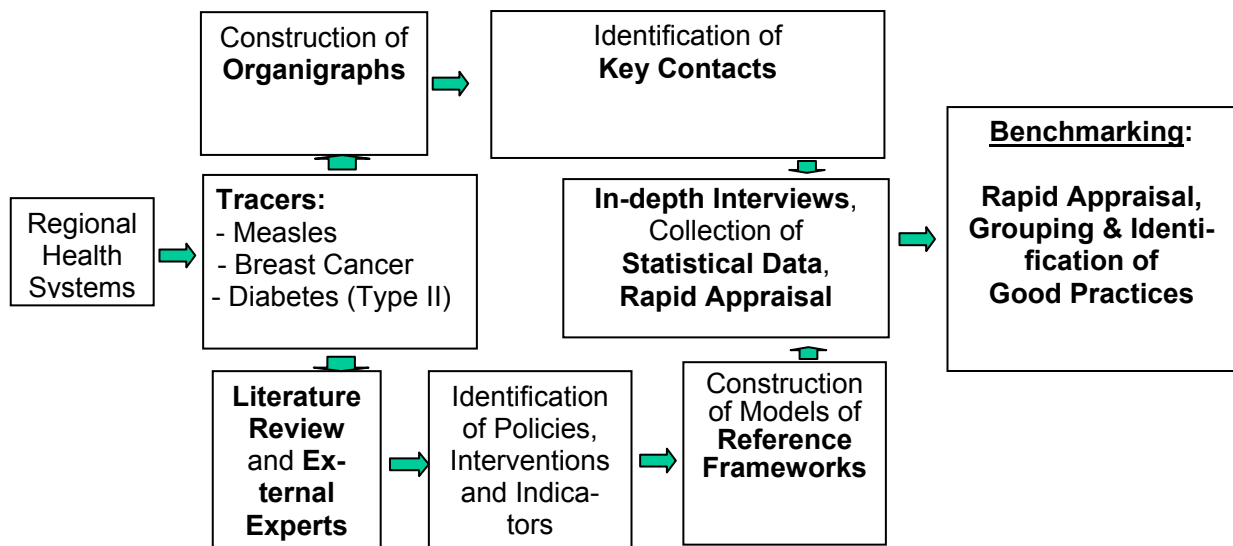 Construction of
Organigraphs
Identification of
Key Contacts
Benchmarking:
Rapid Appraisal,
Grouping & Identi-
fication of
Good Practices
Regional
Health
Systems
Tracers:
- Measles
- Breast Cancer
- Diabetes (Type II)
In-depth Interviews,
Collection of
Statistical Data,
Rapid Appraisal
Literature
Review
and Ex-
ternal
Experts
Identification
of Policies,
Interventions
and Indica-
tors
Construction
of Models of
Reference
Frameworks